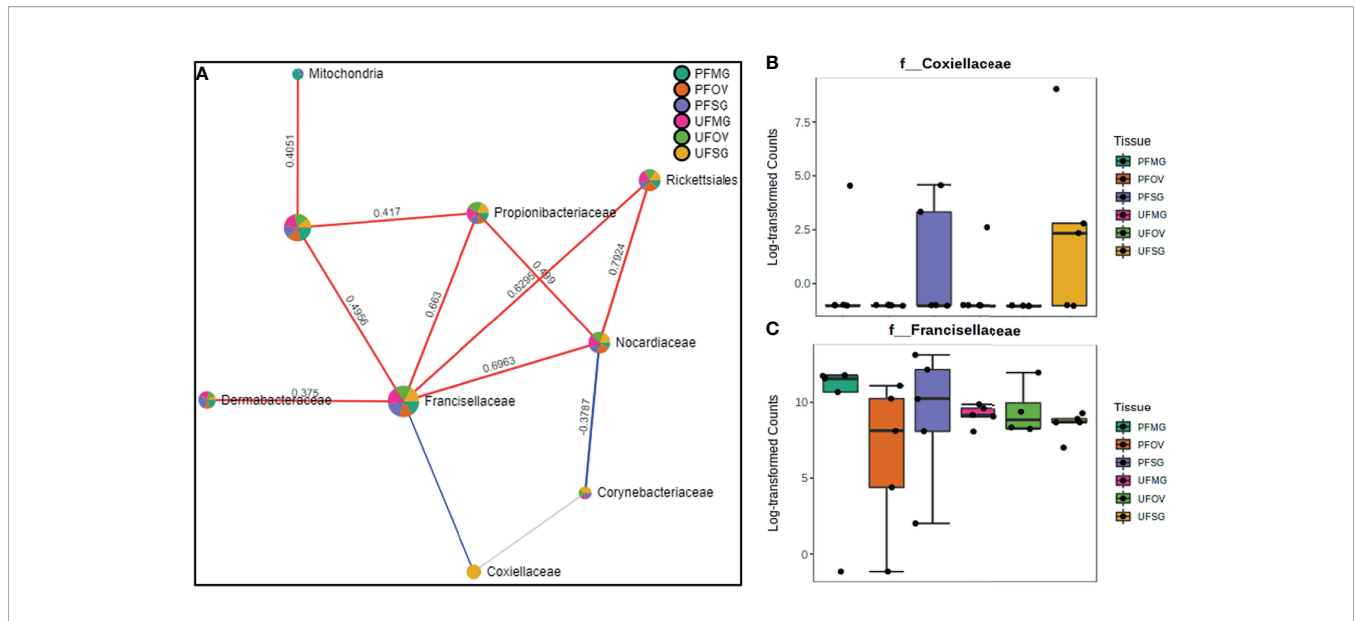 A
Mitochondria
PFMG
PFOV
PFSG
UFMG
UFOV
UFSG
0.4051
Rickettsiales
0.417
Propionibacteriaceae
0.499
0.7924
0.6295
0.663
0.4956
Nocardiaceae
0.6963
0.375
Dermabacteraceae
Francisellaceae
-0.3787
Corynebacteriaceae
Coxiellaceae
B
f__Coxiellaceae
Log-transformed Counts
7.5
5.0
2.5
0.0
Tissue
PFMG
PFOV
PFSG
UFMG
UFOV
UFSG
C
f__Francisellaceae
Log-transformed Counts
10
5
0
Tissue
PFMG
PFOV
PFSG
UFMG
UFOV
UFSG